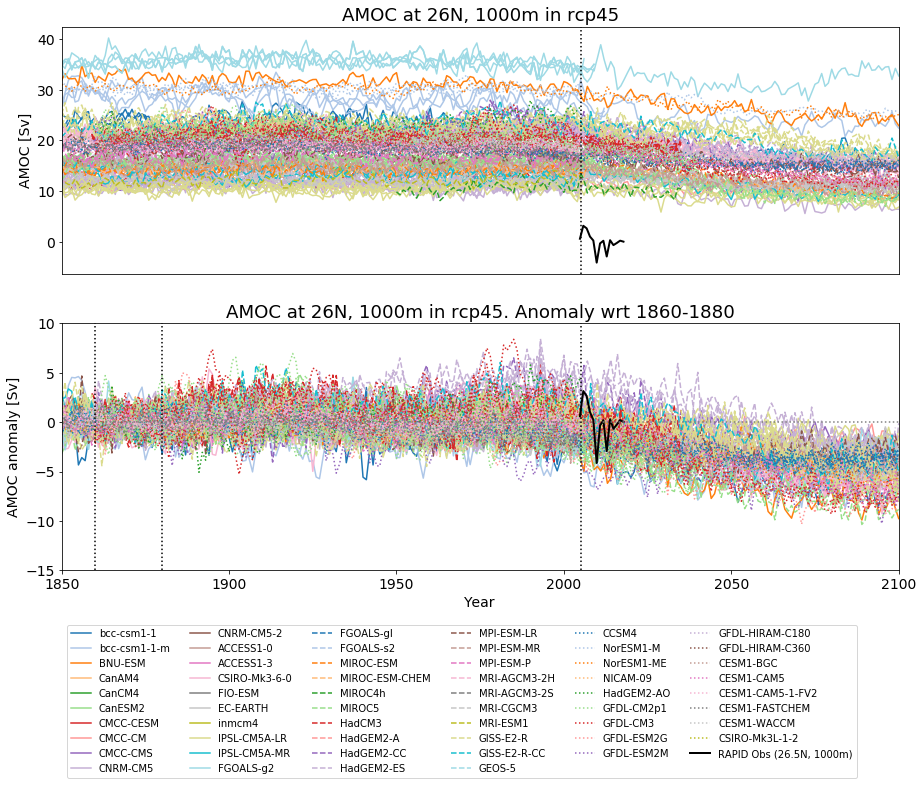 AMOC at 26N, 1000m in rcp45
AMOC [Sv]
40
30
20
10
0
AMOC at 26N, 1000m in rcp45. Anomaly wrt 1860-1880
AMOC anomaly [Sv]
10
5
0
−5
−10
−15
1850 1900 1950 2000 2050 2100
Year
bcc-csm1-1
bcc-csm1-1-m
BNU-ESM
CanAM4
CanCM4
CanESM2
CMCC-CESM
CMCC-CM
CMCC-CMS
CNRM-CM5
CNRM-CM5-2
ACCESS1-0
ACCESS1-3
CSIRO-Mk3-6-0
FIO-ESM
EC-EARTH
inmcm4
IPSL-CM5A-LR
IPSL-CM5A-MR
FGOALS-g2
FGOALS-gl
FGOALS-s2
MIROC-ESM
MIROC-ESM-CHEM
MIROC4h
MIROC5
HadCM3
HadGEM2-A
HadGEM2-CC
HadGEM2-ES
MPI-ESM-LR
MPI-ESM-MR
MPI-ESM-P
MRI-AGCM3-2H
MRI-AGCM3-2S
MRI-CGCM3
MRI-ESM1
GISS-E2-R
GISS-E2-R-CC
GEOS-5
CCSM4
NorESM1-M
NorESM1-ME
NICAM-09
HadGEM2-AO
GFDL-CM2p1
GFDL-CM3
GFDL-ESM2G
GFDL-ESM2M
GFDL-HIRAM-C180
GFDL-HIRAM-C360
CESM1-BGC
CESM1-CAM5
CESM1-CAM5-1-FV2
CESM1-FASTCHEM
CESM1-WACCM
CSIRO-Mk3L-1-2
RAPID Obs (26.5N, 1000m)